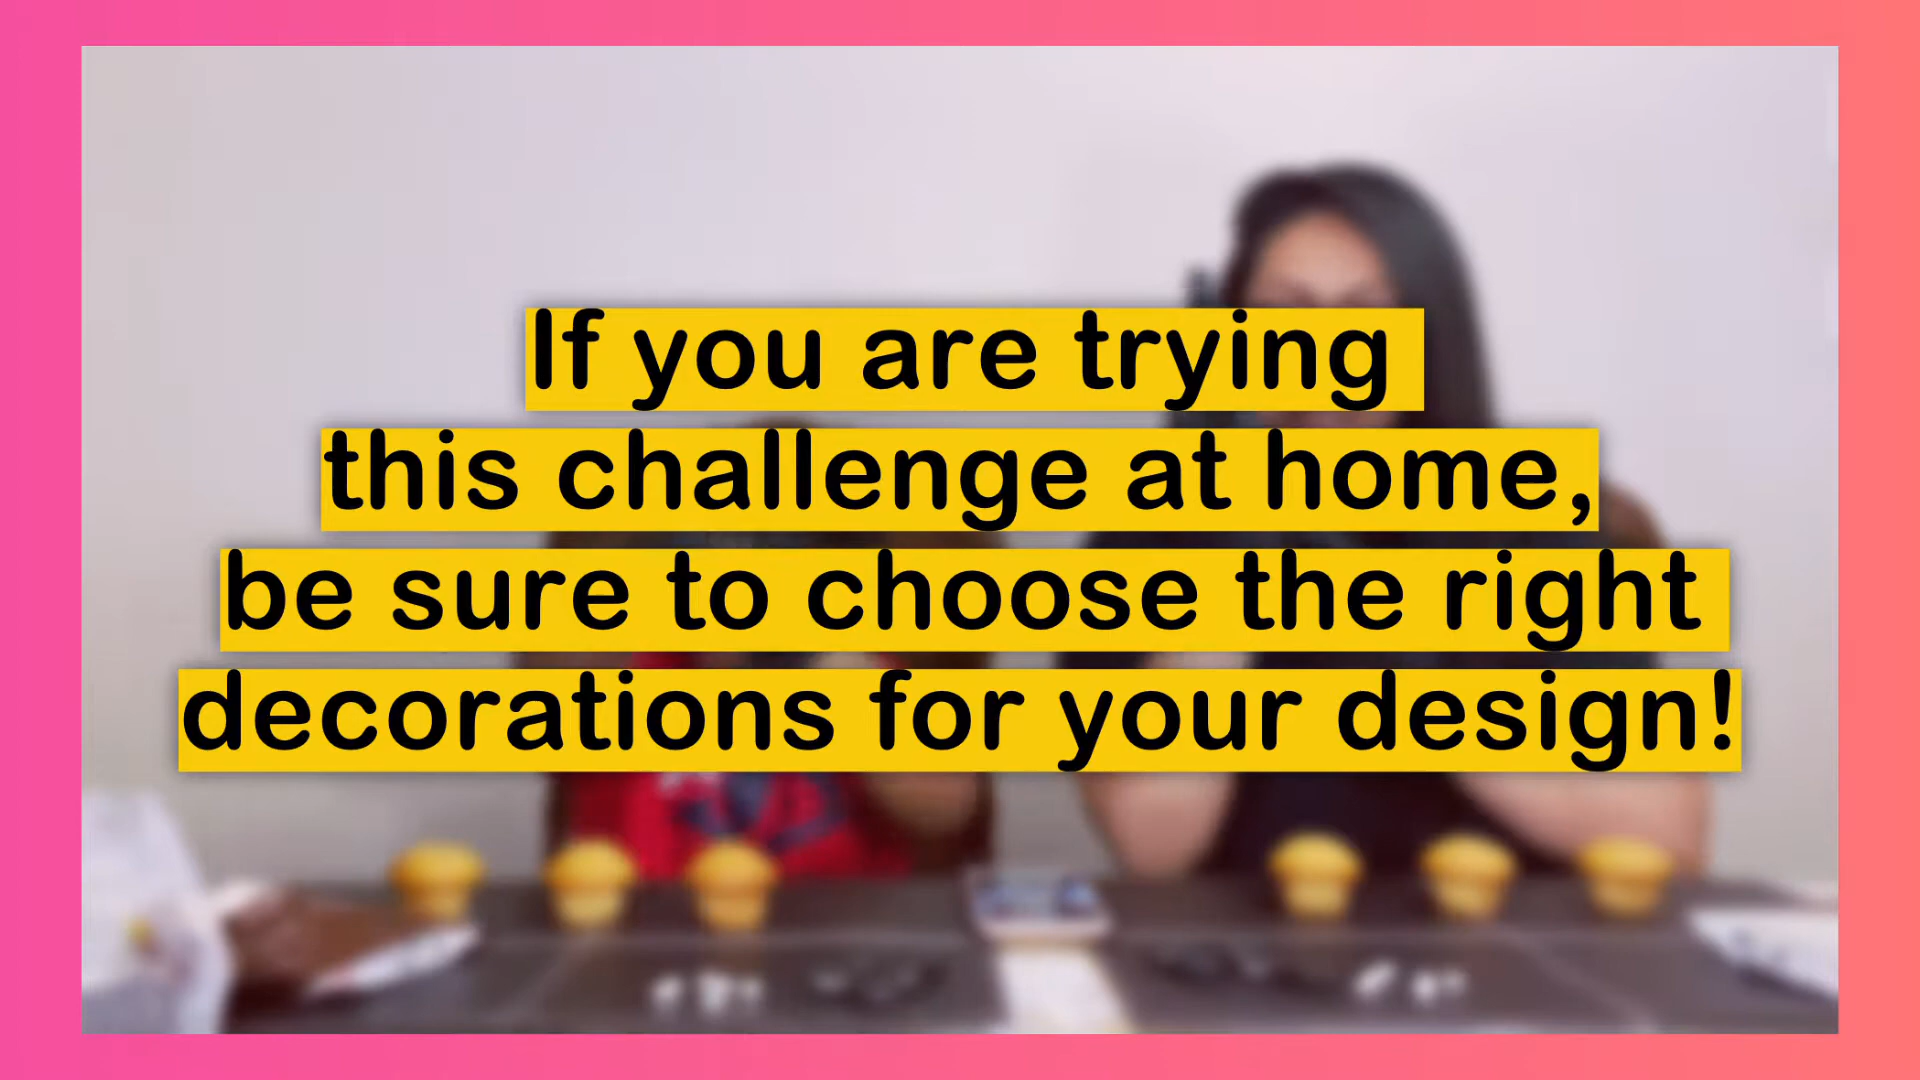 If you are trying
this challenge at home,
be sure to choose the right
decorations for your design!